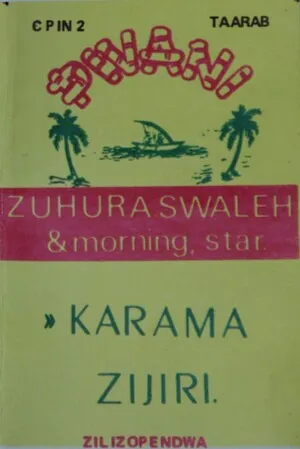 CPIN 2 TAARAB
PWANI
ZUHURA.SWALEH
& morning, star.
» KARAMA
ZIJIRI.
ZILIZOPENDWA